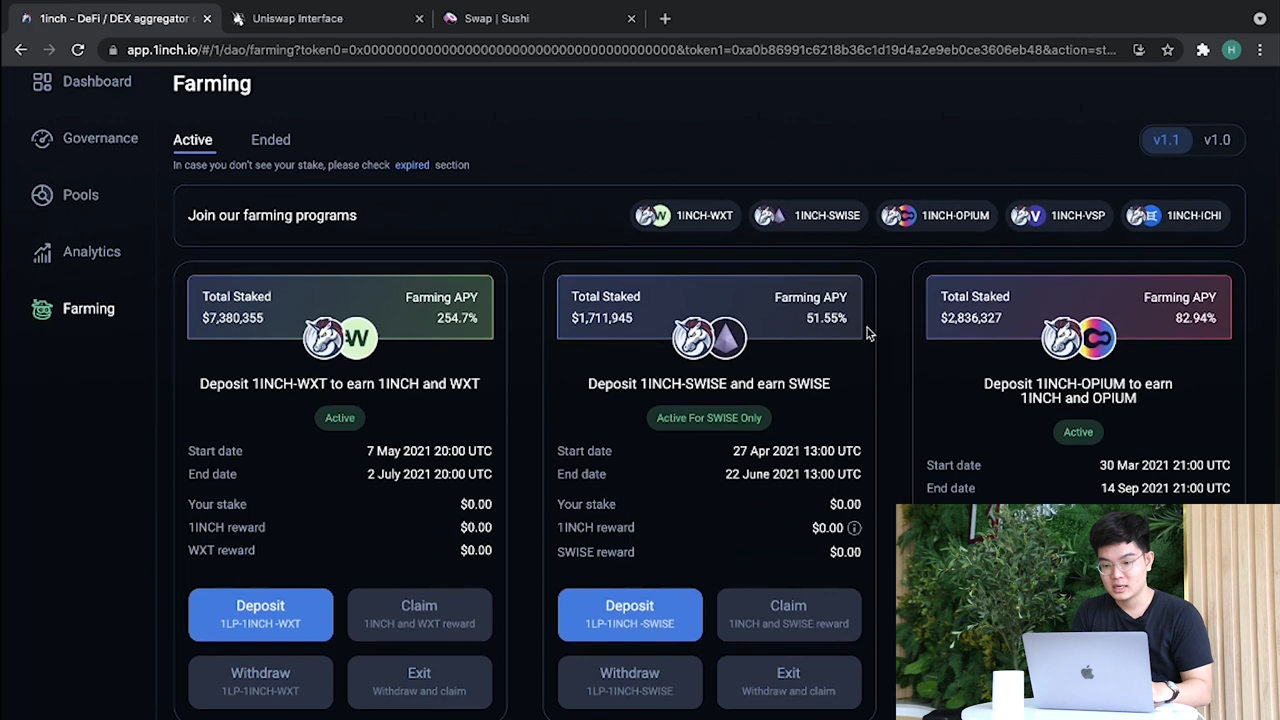 1inch - DeFi / DEX aggregator
Uniswap Interface
Swap | Sushi
app.1inch.io/#/1/dao/farming?token0=0x0000000000000000000000000000000000000000&token1=0xa0b86991c6218b36c1d19d4a2e9eb0ce3606eb48&action=st...
H
Dashboard
Governance
Pools
Analytics
Farming
Farming
Active
Ended
v1.1
v1.0
In case you don't see your stake, please check expired section
Join our farming programs
1INCH-WXT
1INCH-SWISE
1INCH-OPIUM
1INCH-VSP
1INCH-ICHI
Total Staked
Farming APY
$7,380,355
254.7%
W
Deposit 1INCH-WXT to earn 1INCH and WXT
Active
Start date
7 May 2021 20:00 UTC
End date
2 July 2021 20:00 UTC
Your stake
$0.00
1INCH reward
$0.00
WXT reward
$0.00
Deposit
1LP-1INCH -WXT
Claim
1INCH and WXT reward
Withdraw
1LP-1INCH-WXT
Exit
Withdraw and claim
Total Staked
Farming APY
$1,711,945
51.55%
Deposit 1INCH-SWISE and earn SWISE
Active For SWISE Only
Start date
27 Apr 2021 13:00 UTC
End date
22 June 2021 13:00 UTC
Your stake
$0.00
1INCH reward
$0.00
SWISE reward
$0.00
Deposit
1LP-1INCH -SWISE
Claim
1INCH and SWISE reward
Withdraw
1LP-1INCH-SWISE
Exit
Withdraw and claim
Total Staked
Farming APY
$2,836,327
82.94%
Deposit 1INCH-OPIUM to earn
1INCH and OPIUM
Active
Start date
30 Mar 2021 21:00 UTC
End date
14 Sep 2021 21:00 UTC